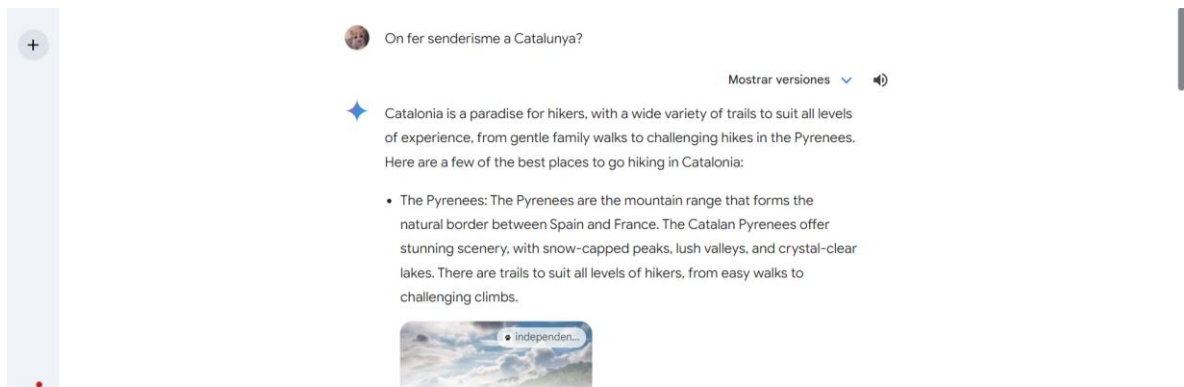 On fer senderisme a Catalunya?
Mostrar versiones
Catalonia is a paradise for hikers, with a wide variety of trails to suit all levels
of experience, from gentle family walks to challenging hikes in the Pyrenees.
Here are a few of the best places to go hiking in Catalonia:
• The Pyrenees: The Pyrenees are the mountain range that forms the
natural border between Spain and France. The Catalan Pyrenees offer
stunning scenery, with snow-capped peaks, lush valleys, and crystal-clear
lakes. There are trails to suit all levels of hikers, from easy walks to
challenging climbs.
independen...